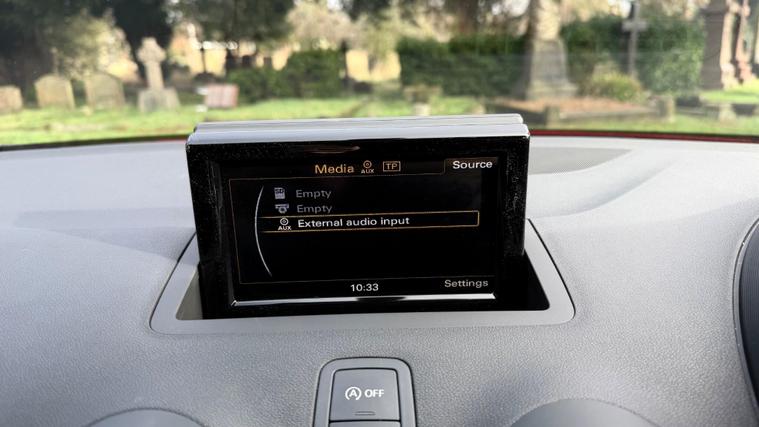 Media AUX TP Source
Empty
Empty
AUX External audio input
10:33 Settings
A OFF